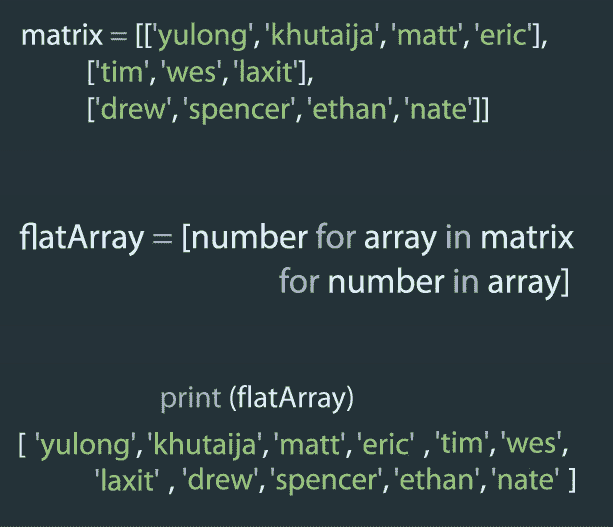 matrix = [['yulong','khutaija','matt','eric'],
['tim','wes','laxit'],
['drew','spencer','ethan','nate']]
flatArray = [number for array in matrix
for number in array]
print (flatArray)
[ 'yulong','khutaija','matt','eric' ,'tim','wes',
'laxit' ,'drew','spencer','ethan','nate' ]